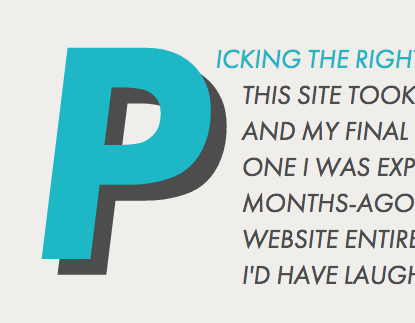 PICKING THE RIGHT
THIS SITE TOOK
AND MY FINAL
ONE I WAS EXP
MONTHS-AGO
WEBSITE ENTIRE
I'D HAVE LAUGH